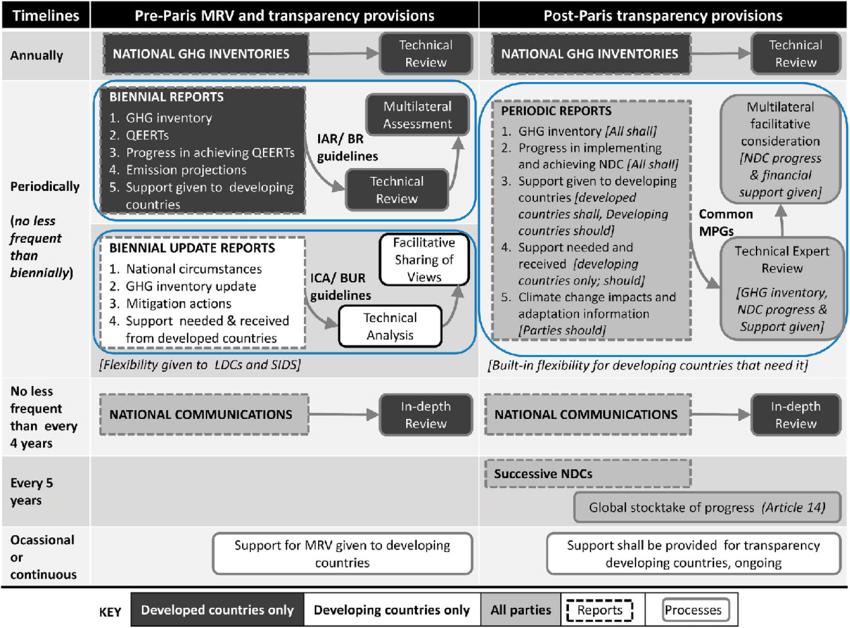 Timelines
Pre-Paris MRV and transparency provisions
Post-Paris transparency provisions
Annually
NATIONAL GHG INVENTORIES
Technical
Review
NATIONAL GHG INVENTORIES
Technical
Review
Periodically
(no less
frequent
than
biennially)
BIENNIAL REPORTS
1. GHG inventory
2. QEERTs
3. Progress in achieving QEERTs
4. Emission projections
5. Support given to developing
countries
IAR/ BR
guidelines
Multilateral
Assessment
Technical
Review
BIENNIAL UPDATE REPORTS
1. National circumstances
2. GHG inventory update
3. Mitigation actions
4. Support needed & received
from developed countries
ICA/ BUR
guidelines
Facilitative
Sharing of
Views
Technical
Analysis
[Flexibility given to LDCs and SIDS]
PERIODIC REPORTS
1. GHG inventory [All shall]
2. Progress in implementing
and achieving NDC [All shall]
3. Support given to developing
countries [developed
countries shall, Developing
countries should]
4. Support needed and
received [developing
countries only; should]
5. Climate change impacts and
adaptation information
[Parties should]
Common
MPGs
Multilateral
facilitative
consideration
[NDC progress
& financial
support given]
Technical Expert
Review
[GHG inventory,
NDC progress &
Support given]
[Built-in flexibility for developing countries that need it]
No less
frequent
than every
4 years
NATIONAL COMMUNICATIONS
In-depth
Review
NATIONAL COMMUNICATIONS
In-depth
Review
Every 5
years
Successive NDCs
Global stocktake of progress (Article 14)
Ocassional
or
continuous
Support for MRV given to developing
countries
Support shall be provided for transparency
developing countries, ongoing
KEY
Developed countries only
Developing countries only
All parties
Reports
Processes